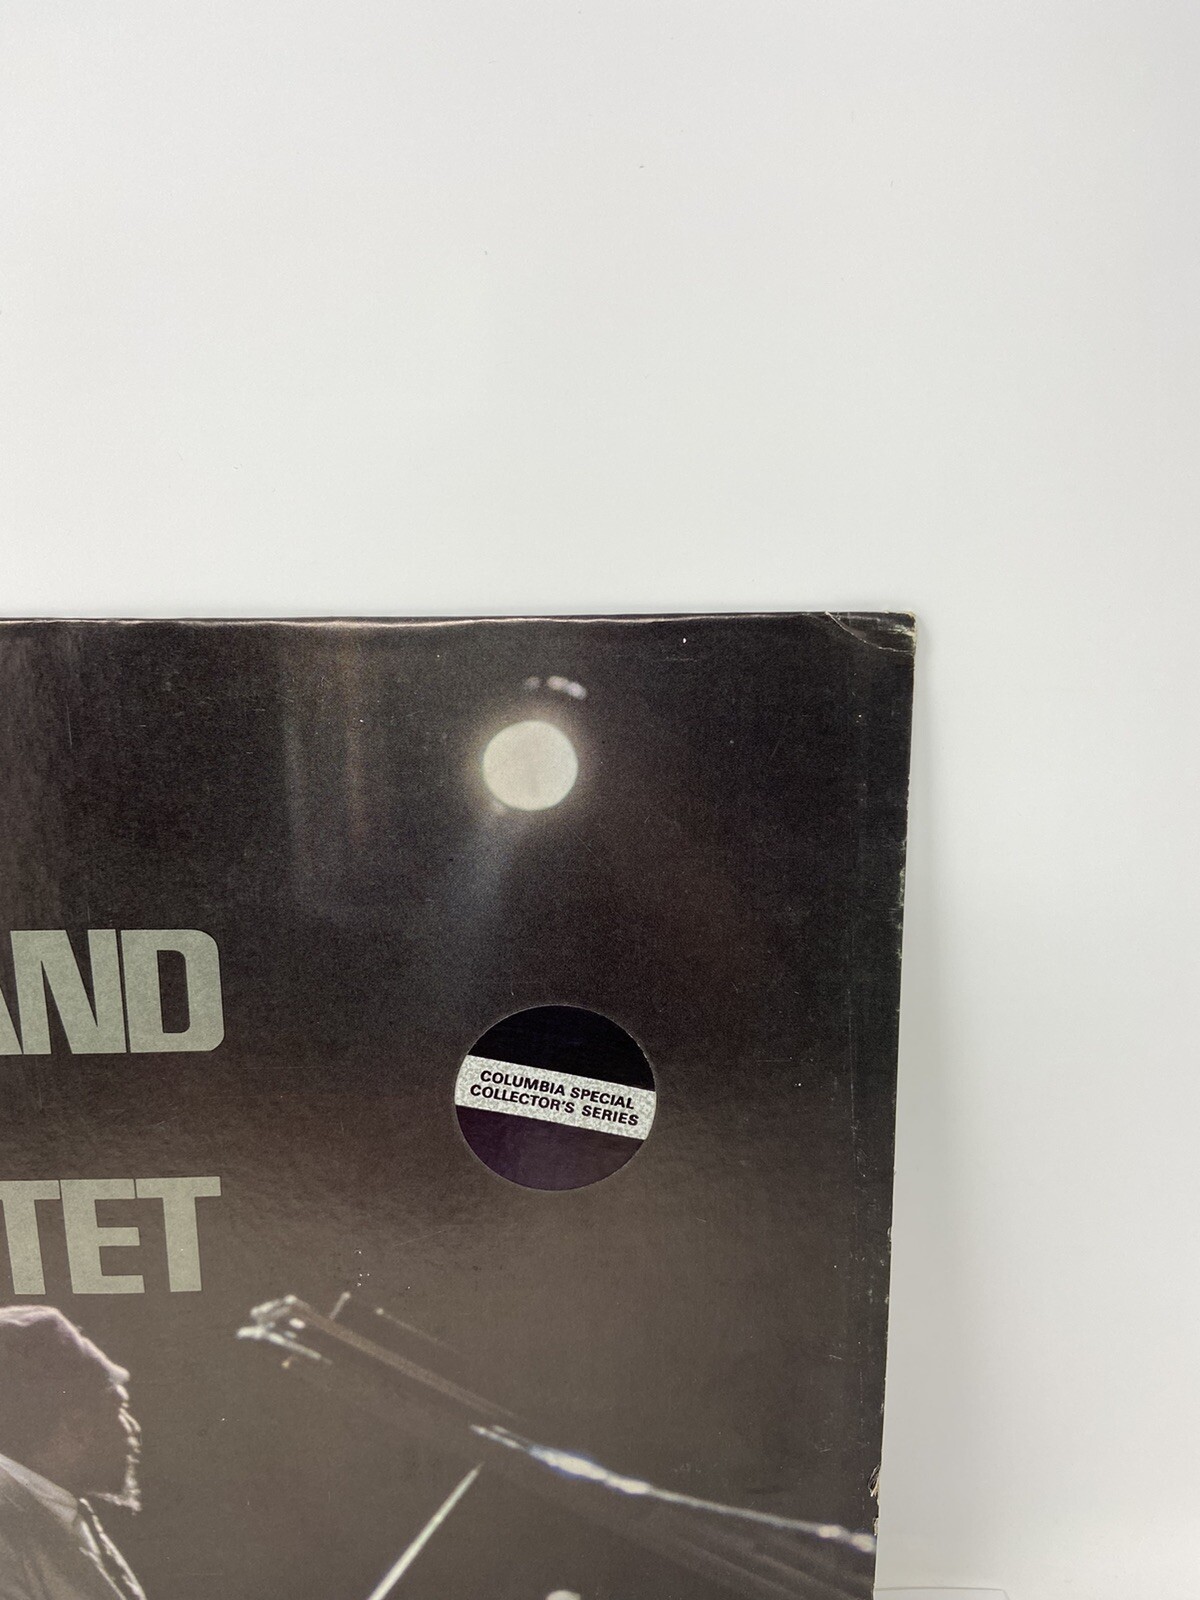 AND
COLUMBIA SPECIAL
COLLECTOR'S SERIES
TET